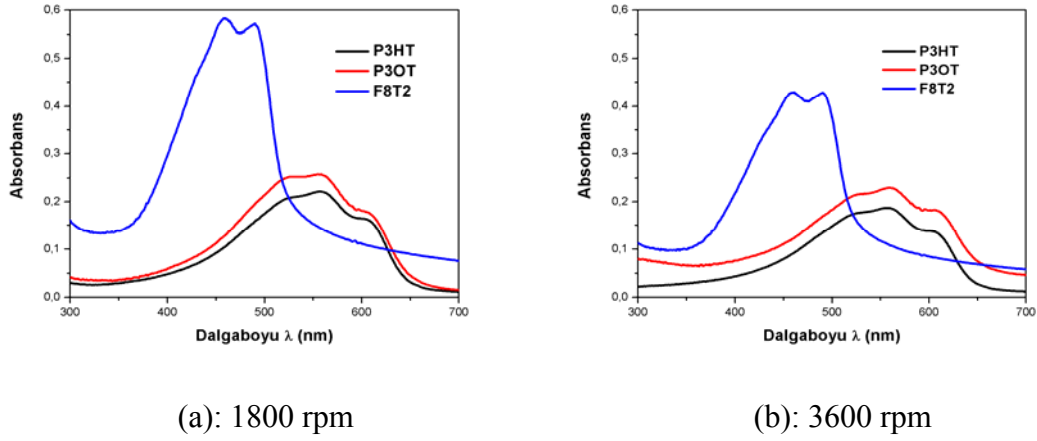 0,6
0,5
0,4
0,3
0,2
0,1
0,0
Absorbans
P3HT
P3OT
F8T2
300
400
500
600
700
Dalgaboyu λ (nm)
(a): 1800 rpm
0,6
0,5
0,4
0,3
0,2
0,1
0,0
Absorbans
P3HT
P3OT
F8T2
300
400
500
600
700
Dalgaboyu λ (nm)
(b): 3600 rpm